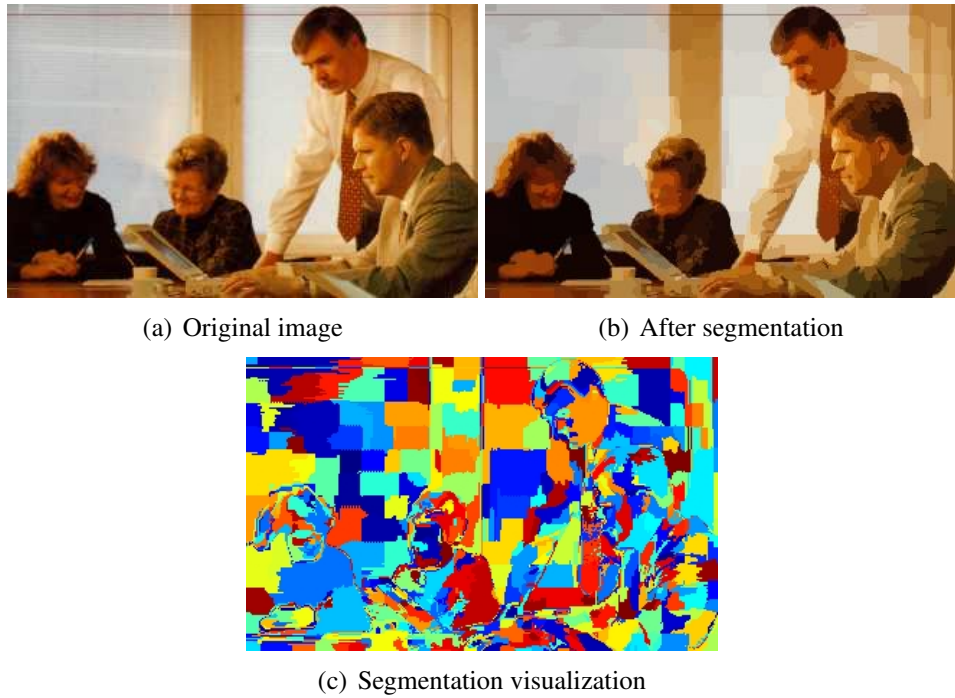 (a) Original image
(b) After segmentation
(c) Segmentation visualization